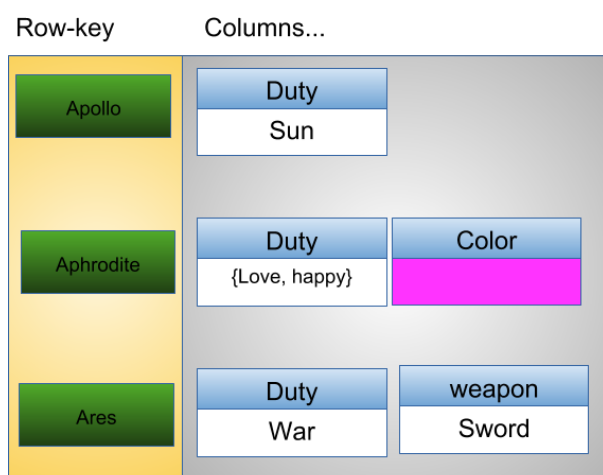 Row-key
Columns...
Apollo
Duty
Sun
Aphrodite
Duty
{Love, happy}
Color
Ares
Duty
War
weapon
Sword